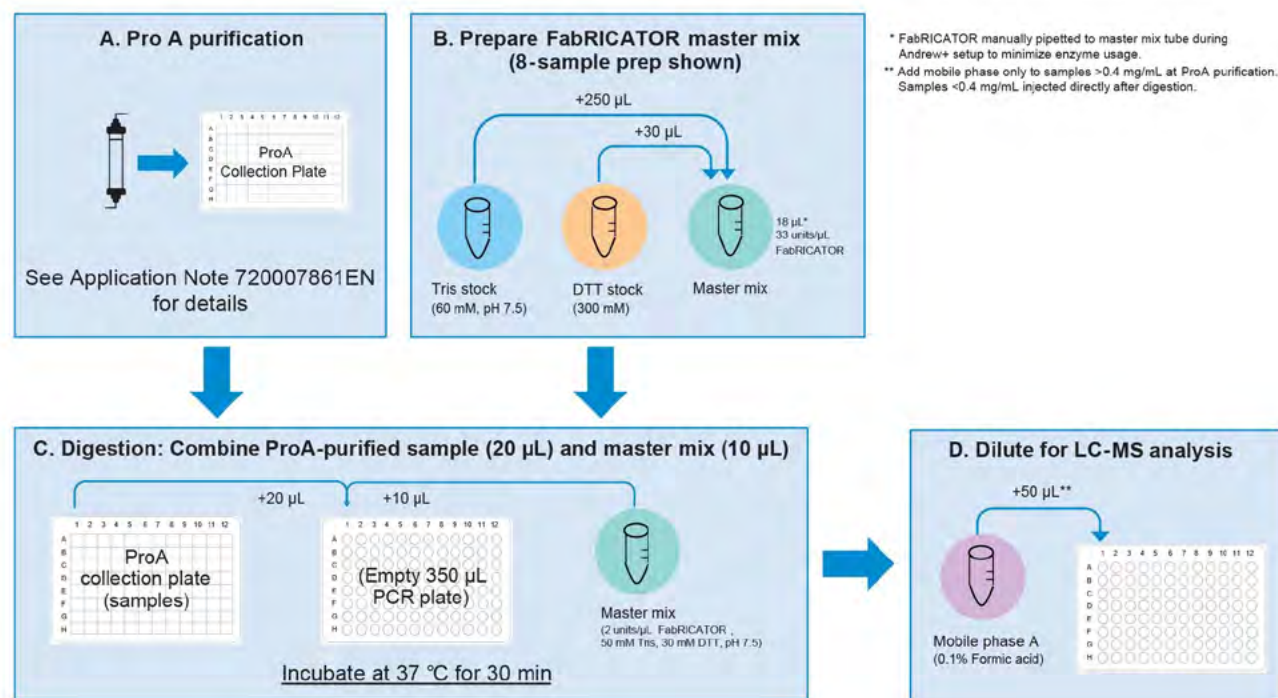 A. Pro A purification
1 2 3 4 5 6 7 8 9 10 11 12
A
B
C
D
E
F
G
H
ProA
Collection Plate
See Application Note 720007861EN
for details
B. Prepare FabRICATOR master mix
(8-sample prep shown)
+250 µL
+30 µL
18 µL*
33 units/µL
FabRICATOR
Tris stock
(60 mM, pH 7.5)
DTT stock
(300 mM)
Master mix
* FabRICATOR manually pipetted to master mix tube during
Andrew+ setup to minimize enzyme usage.
** Add mobile phase only to samples >0.4 mg/mL at ProA purification.
Samples <0.4 mg/mL injected directly after digestion.
C. Digestion: Combine ProA-purified sample (20 µL) and master mix (10 µL)
+20 µL
+10 µL
1 2 3 4 5 6 7 8 9 10 11 12
A
B
C
D
E
F
G
H
ProA
collection plate
(samples)
1 2 3 4 5 6 7 8 9 10 11 12
A
B
C
D
E
F
G
H
(Empty 350 µL
PCR plate)
Master mix
(2 units/µL FabRICATOR ,
50 mM Tris, 30 mM DTT, pH 7.5)
Incubate at 37 °C for 30 min
D. Dilute for LC-MS analysis
+50 µL**
Mobile phase A
(0.1% Formic acid)
1 2 3 4 5 6 7 8 9 10 11 12
A
B
C
D
E
F
G
H